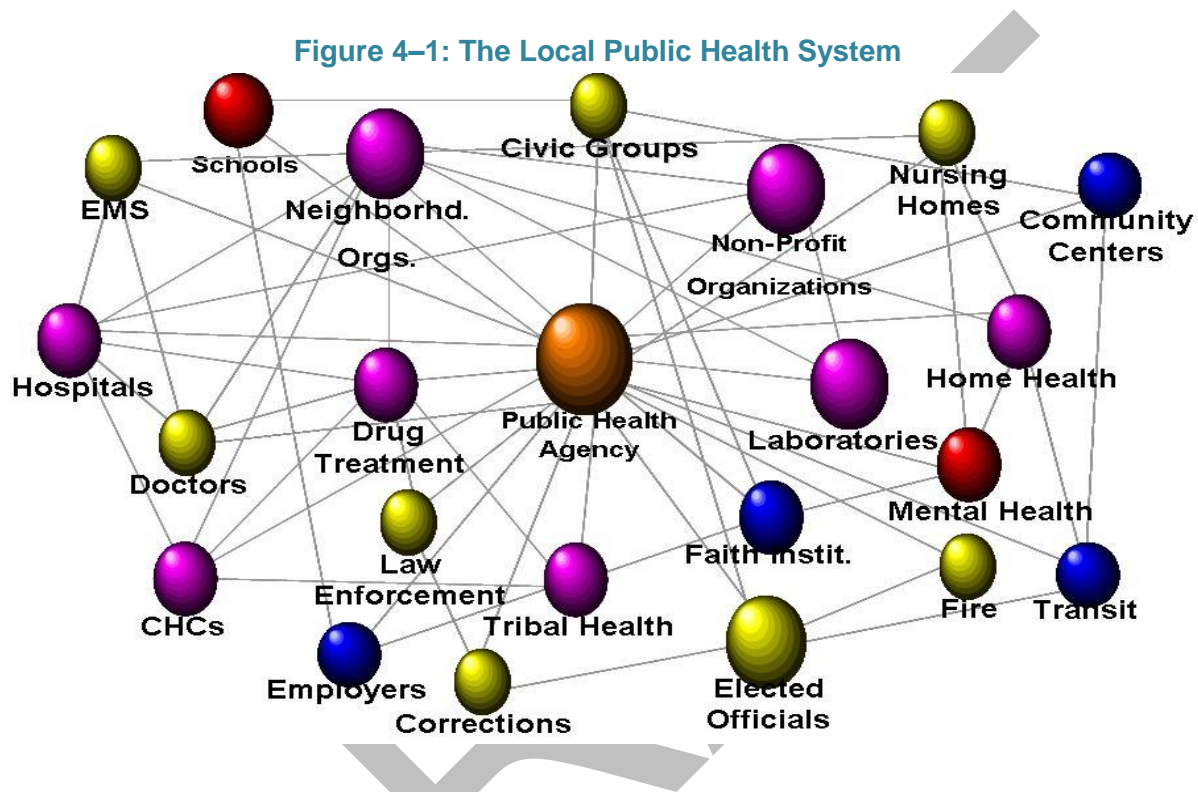 Figure 4–1: The Local Public Health System
Schools
Civic Groups
EMS
Neighborhd.
Orgs.
Nursing
Homes
Community
Centers
Non-Profit
Organizations
Hospitals
Home Health
Drug
Treatment
Public Health
Agency
Laboratories
Doctors
Mental Health
Law
Enforcement
Faith Instit.
CHCs
Tribal Health
Fire
Transit
Employers
Corrections
Elected
Officials